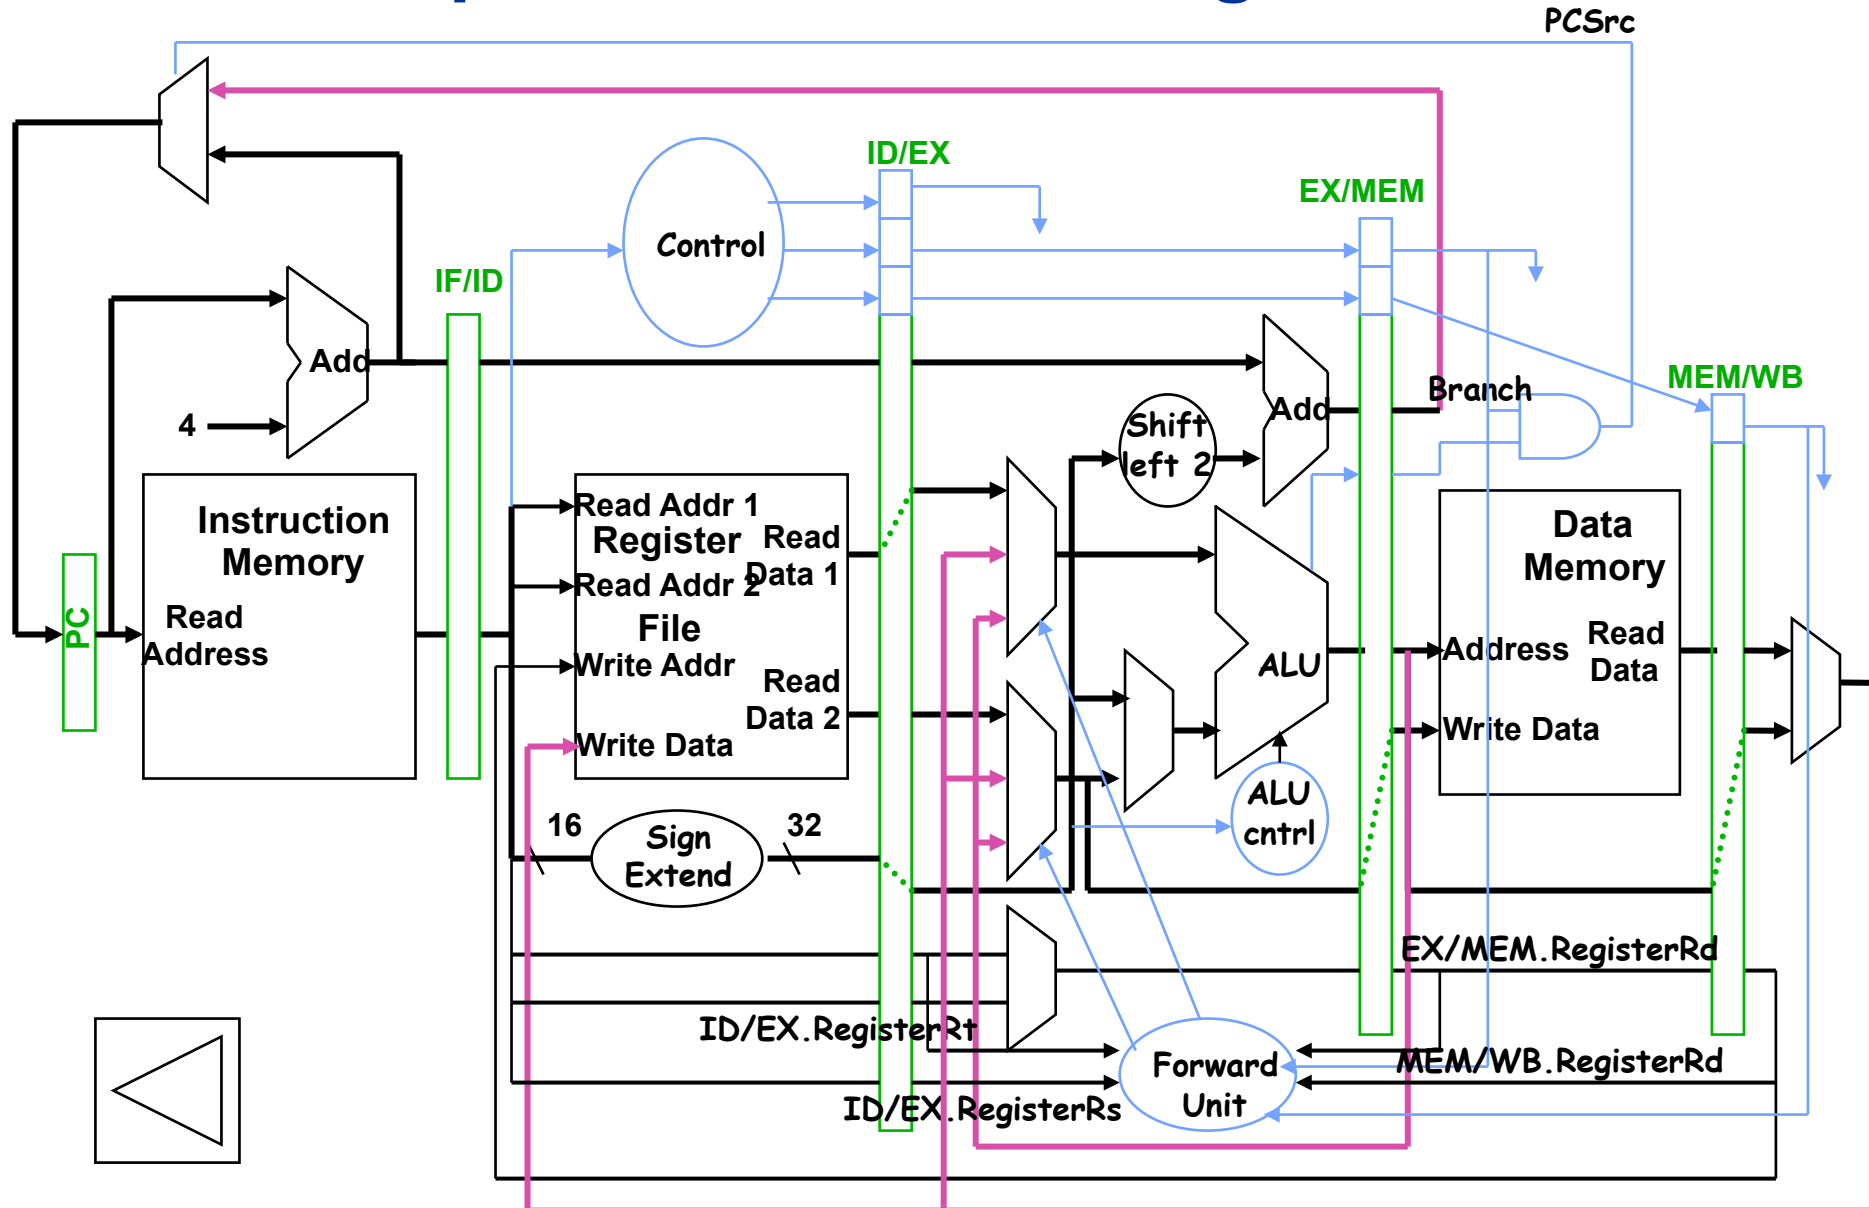 PCSrc
ID/EX
EX/MEM
Control
IF/ID
Add
MEM/WB
Branch
Add
4
Shift
left 2
Instruction
Memory
Read Addr 1
Register
Read
Data 1
Data
Memory
Read Addr 2
PC
Read
Address
File
Write Addr
Read
Data 2
ALU
Address
Read
Data
Write Data
Write Data
ALU
cntrl
16
Sign
Extend
32
EX/MEM.RegisterRd
ID/EX.RegisterRt
Forward
Unit
MEM/WB.RegisterRd
ID/EX.RegisterRs